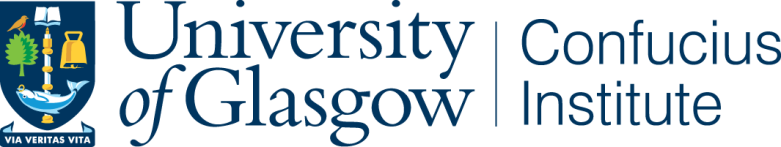 University
of Glasgow
Confucius
Institute
VIA VERITAS VITA